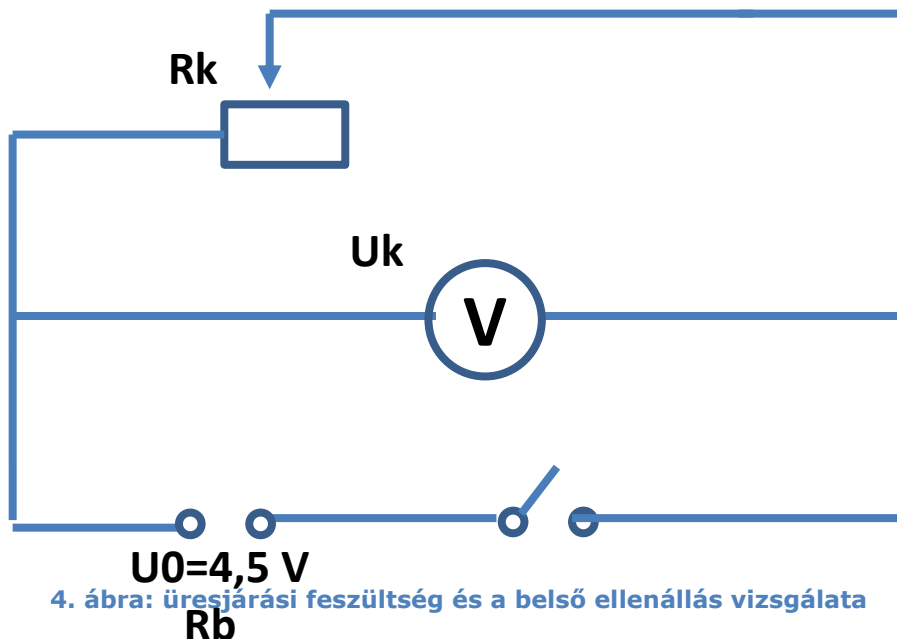 Rk
Uk
V
U0=4,5 V
4. ábra: üresjárási feszültség és a belső ellenállás vizsgálata
Rb